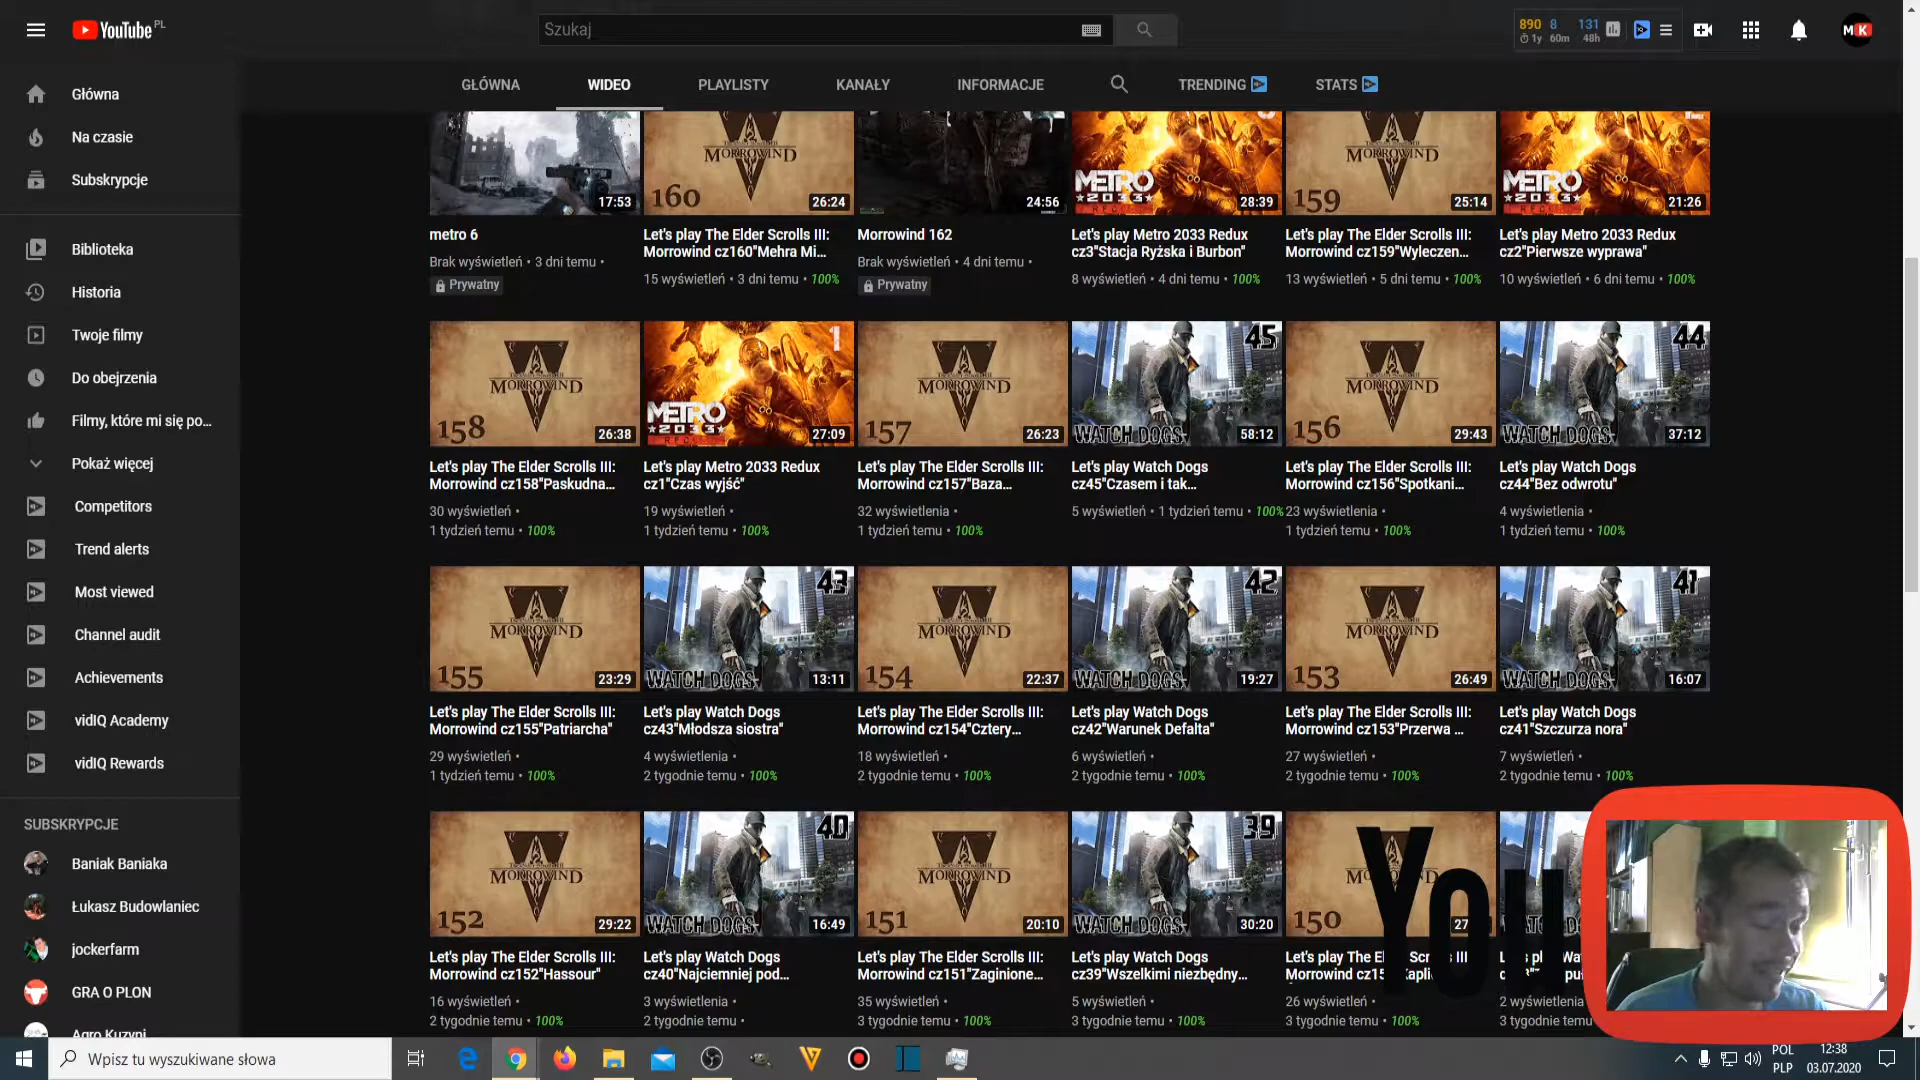 YouTube PL
Szukaj
890 8 131
1y 60m 48h
MK
GŁÓWNA WIDEO PLAYLISTY KANAŁY INFORMACJE TRENDING STATS
Główna
Na czasie
Subskrypcje
Biblioteka
Historia
Twoje filmy
Do obejrzenia
Filmy, które mi się po...
Pokaż więcej
Competitors
Trend alerts
Most viewed
Channel audit
Achievements
vidIQ Academy
vidIQ Rewards
SUBSKRYPCJE
Baniak Baniaka
Łukasz Budowlaniec
jockerfarm
GRA O PLON
Agro Kuzyni
17:53
metro 6
Brak wyświetleń • 3 dni temu •
Prywatny
MORROWIND
160 26:24
Let's play The Elder Scrolls III:
Morrowind cz160"Mehra Mi...
15 wyświetleń • 3 dni temu • 100%
24:56
Morrowind 162
Brak wyświetleń • 4 dni temu •
Prywatny
METRO
2033
28:39
Let's play Metro 2033 Redux
cz3"Stacja Ryżska i Burbon"
8 wyświetleń • 4 dni temu • 100%
MORROWIND
159 25:14
Let's play The Elder Scrolls III:
Morrowind cz159"Wyleczen...
13 wyświetleń • 5 dni temu • 100%
METRO
2033
21:26
Let's play Metro 2033 Redux
cz2"Pierwsze wyprawa"
10 wyświetleń • 6 dni temu • 100%
MORROWIND
158 26:38
Let's play The Elder Scrolls III:
Morrowind cz158"Paskudna...
30 wyświetleń •
1 tydzień temu • 100%
1
METRO
2033
27:09
Let's play Metro 2033 Redux
cz1"Czas wyjść"
19 wyświetleń •
1 tydzień temu • 100%
MORROWIND
157 26:23
Let's play The Elder Scrolls III:
Morrowind cz157"Baza...
32 wyświetlenia •
1 tydzień temu • 100%
45
WATCH DOGS
58:12
Let's play Watch Dogs
cz45"Czasem i tak...
5 wyświetleń • 1 tydzień temu • 100%
MORROWIND
156 29:43
Let's play The Elder Scrolls III:
Morrowind cz156"Spotkani...
23 wyświetlenia •
1 tydzień temu • 100%
44
WATCH DOGS
37:12
Let's play Watch Dogs
cz44"Bez odwrotu"
4 wyświetlenia •
1 tydzień temu • 100%
MORROWIND
155 23:29
Let's play The Elder Scrolls III:
Morrowind cz155"Patriarcha"
29 wyświetleń •
1 tydzień temu • 100%
43
WATCH DOGS
13:11
Let's play Watch Dogs
cz43"Młodsza siostra"
4 wyświetlenia •
2 tygodnie temu • 100%
MORROWIND
154 22:37
Let's play The Elder Scrolls III:
Morrowind cz154"Cztery...
18 wyświetleń •
2 tygodnie temu • 100%
42
WATCH DOGS
19:27
Let's play Watch Dogs
cz42"Warunek Defalta"
6 wyświetleń •
2 tygodnie temu • 100%
MORROWIND
153 26:49
Let's play The Elder Scrolls III:
Morrowind cz153"Przerwa ...
27 wyświetleń •
2 tygodnie temu • 100%
41
WATCH DOGS
16:07
Let's play Watch Dogs
cz41"Szczurza nora"
7 wyświetleń •
2 tygodnie temu • 100%
MORROWIND
152 29:22
Let's play The Elder Scrolls III:
Morrowind cz152"Hassour"
16 wyświetleń •
2 tygodnie temu • 100%
40
WATCH DOGS
16:49
Let's play Watch Dogs
cz40"Najciemniej pod...
3 wyświetlenia •
2 tygodnie temu •
MORROWIND
151 20:10
Let's play The Elder Scrolls III:
Morrowind cz151"Zaginione...
35 wyświetleń •
3 tygodnie temu • 100%
39
WATCH DOGS
30:20
Let's play Watch Dogs
cz39"Wszelkimi niezbędny...
5 wyświetleń •
3 tygodnie temu • 100%
150
Let's play The Elder Scrolls III
26 wyświetleń •
3 tygodnie temu • 100%
2 wyświetlenia
3 tygodnie temu
You
Wpisz tu wyszukiwane słowa
POL
PLP
12:38
03.07.2020